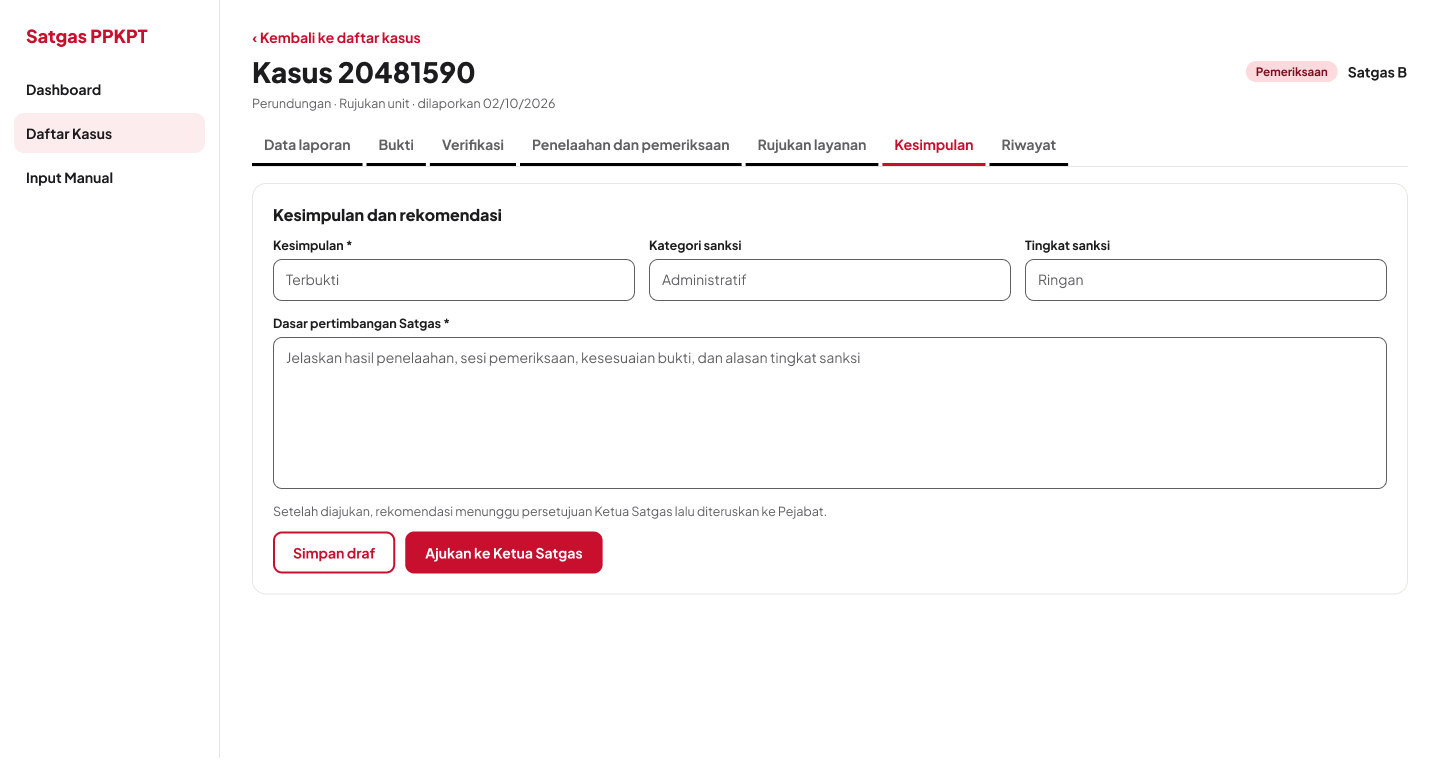 Satgas PPKPT
Dashboard
Daftar Kasus
Input Manual
‹ Kembali ke daftar kasus
Kasus 20481590
Perundungan · Rujukan unit · dilaporkan 02/10/2026
Pemeriksaan Satgas B
Data laporan Bukti Verifikasi Penelaahan dan pemeriksaan Rujukan layanan Kesimpulan Riwayat
Kesimpulan dan rekomendasi
Kesimpulan * Kategori sanksi Tingkat sanksi
Terbukti Administratif Ringan
Dasar pertimbangan Satgas *
Jelaskan hasil penelaahan, sesi pemeriksaan, kesesuaian bukti, dan alasan tingkat sanksi
Setelah diajukan, rekomendasi menunggu persetujuan Ketua Satgas lalu diteruskan ke Pejabat.
Simpan draf Ajukan ke Ketua Satgas